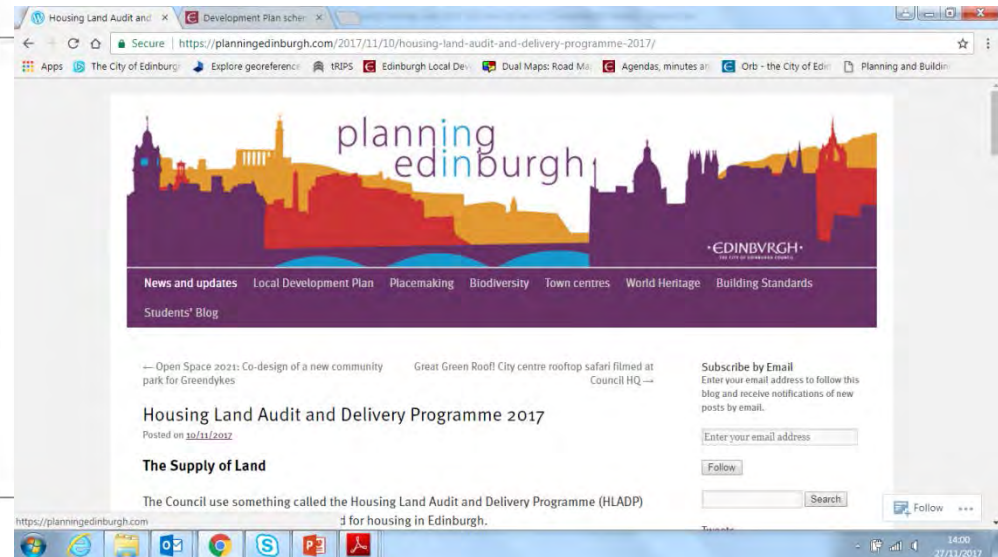 Housing Land Audit and
Development Plan scher
Secure | https://planningedinburgh.com/2017/11/10/housing-land-audit-and-delivery-programme-2017/
Apps The City of Edinburg Explore georeference tRIPS Edinburgh Local Dev Dual Maps: Road Ma Agendas, minutes an Orb - the City of Edin Planning and Buildin
planning
edinburgh
·EDINBVRGH·
THE CITY OF EDINBURGH COUNCIL
News and updates Local Development Plan Placemaking Biodiversity Town centres World Heritage Building Standards
Students' Blog
← Open Space 2021: Co-design of a new community
park for Greendykes
Great Green Roof! City centre rooftop safari filmed at
Council HQ →
Housing Land Audit and Delivery Programme 2017
Posted on 10/11/2017
The Supply of Land
The Council use something called the Housing Land Audit and Delivery Programme (HLADP)
d for housing in Edinburgh.
Subscribe by Email
Enter your email address to follow this
blog and receive notifications of new
posts by email.
Enter your email address
Follow
Search
Follow
https://planningedinburgh.com
14:00
27/11/2017